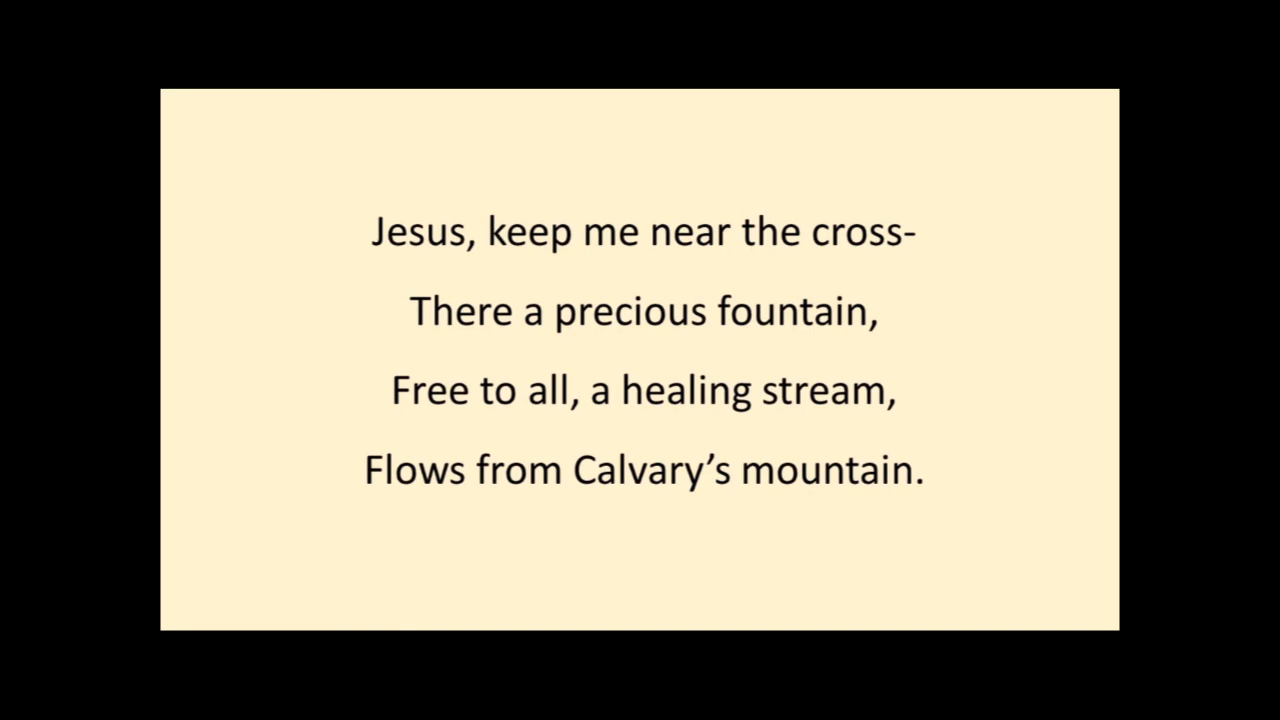 Jesus, keep me near the cross-
There a precious fountain,
Free to all, a healing stream,
Flows from Calvary’s mountain.